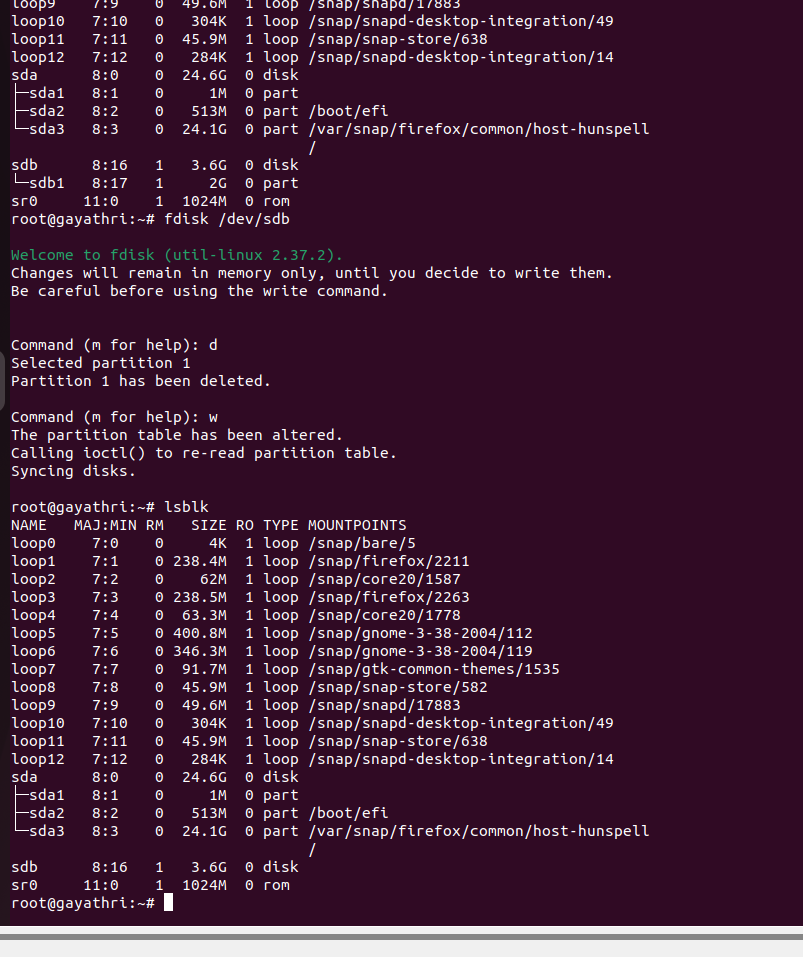 loop9    7:9    0  49.6M  1 loop /snap/snapd/17883
loop10   7:10   0   304K  1 loop /snap/snapd-desktop-integration/49
loop11   7:11   0  45.9M  1 loop /snap/snap-store/638
loop12   7:12   0   284K  1 loop /snap/snapd-desktop-integration/14
sda      8:0    0  24.6G  0 disk
├─sda1   8:1    0     1M  0 part
├─sda2   8:2    0   513M  0 part /boot/efi
└─sda3   8:3    0  24.1G  0 part /var/snap/firefox/common/host-hunspell
                                 /
sdb      8:16   1   3.6G  0 disk
└─sdb1   8:17   1     2G  0 part
sr0     11:0    1  1024M  0 rom
root@gayathri:~# fdisk /dev/sdb
Welcome to fdisk (util-linux 2.37.2).
Changes will remain in memory only, until you decide to write them.
Be careful before using the write command.
Command (m for help): d
Selected partition 1
Partition 1 has been deleted.
Command (m for help): w
The partition table has been altered.
Calling ioctl() to re-read partition table.
Syncing disks.
root@gayathri:~# lsblk
NAME   MAJ:MIN RM   SIZE RO TYPE MOUNTPOINTS
loop0    7:0    0     4K  1 loop /snap/bare/5
loop1    7:1    0 238.4M  1 loop /snap/firefox/2211
loop2    7:2    0    62M  1 loop /snap/core20/1587
loop3    7:3    0 238.5M  1 loop /snap/firefox/2263
loop4    7:4    0  63.3M  1 loop /snap/core20/1778
loop5    7:5    0 400.8M  1 loop /snap/gnome-3-38-2004/112
loop6    7:6    0 346.3M  1 loop /snap/gnome-3-38-2004/119
loop7    7:7    0  91.7M  1 loop /snap/gtk-common-themes/1535
loop8    7:8    0  45.9M  1 loop /snap/snap-store/582
loop9    7:9    0  49.6M  1 loop /snap/snapd/17883
loop10   7:10   0   304K  1 loop /snap/snapd-desktop-integration/49
loop11   7:11   0  45.9M  1 loop /snap/snap-store/638
loop12   7:12   0   284K  1 loop /snap/snapd-desktop-integration/14
sda      8:0    0  24.6G  0 disk
├─sda1   8:1    0     1M  0 part
├─sda2   8:2    0   513M  0 part /boot/efi
└─sda3   8:3    0  24.1G  0 part /var/snap/firefox/common/host-hunspell
                                 /
sdb      8:16   1   3.6G  0 disk
sr0     11:0    1  1024M  0 rom
root@gayathri:~#